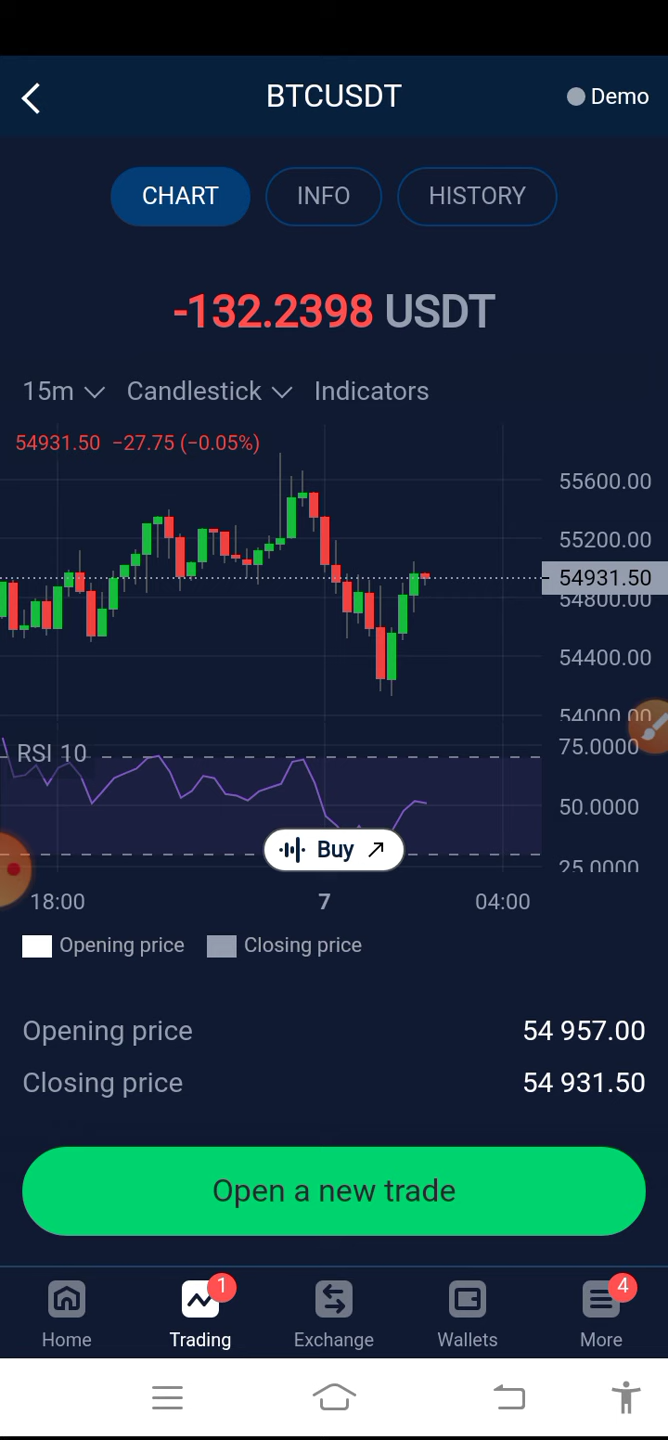 BTCUSDT
Demo
CHART
INFO
HISTORY
-132.2398 USDT
15m
Candlestick
Indicators
54931.50 −27.75 (−0.05%)
55600.00
55200.00
54931.50
54800.00
54400.00
54000.00
RSI 10
75.0000
50.0000
Buy
25.0000
18:00
7
04:00
Opening price
Closing price
Opening price 54 957.00
Closing price 54 931.50
Open a new trade
1
4
Home
Trading
Exchange
Wallets
More